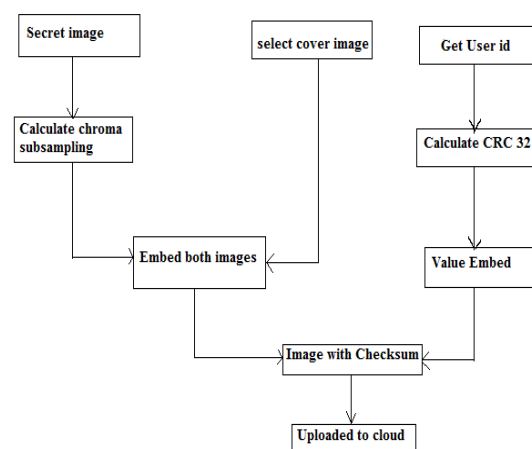 Secret image
select cover image
Get User id
Calculate chroma
subsampling
Calculate CRC 32
Embed both images
Value Embed
Image with Checksum
Uploaded to cloud